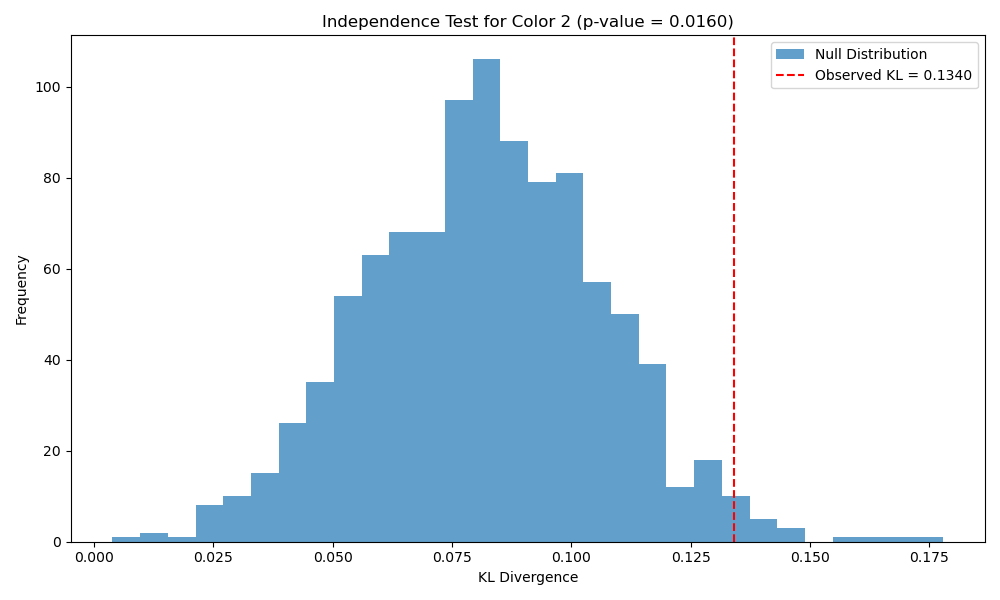 Independence Test for Color 2 (p-value = 0.0160)
Null Distribution
Observed KL = 0.1340
Frequency
100
80
60
40
20
0
0.000 0.025 0.050 0.075 0.100 0.125 0.150 0.175
KL Divergence